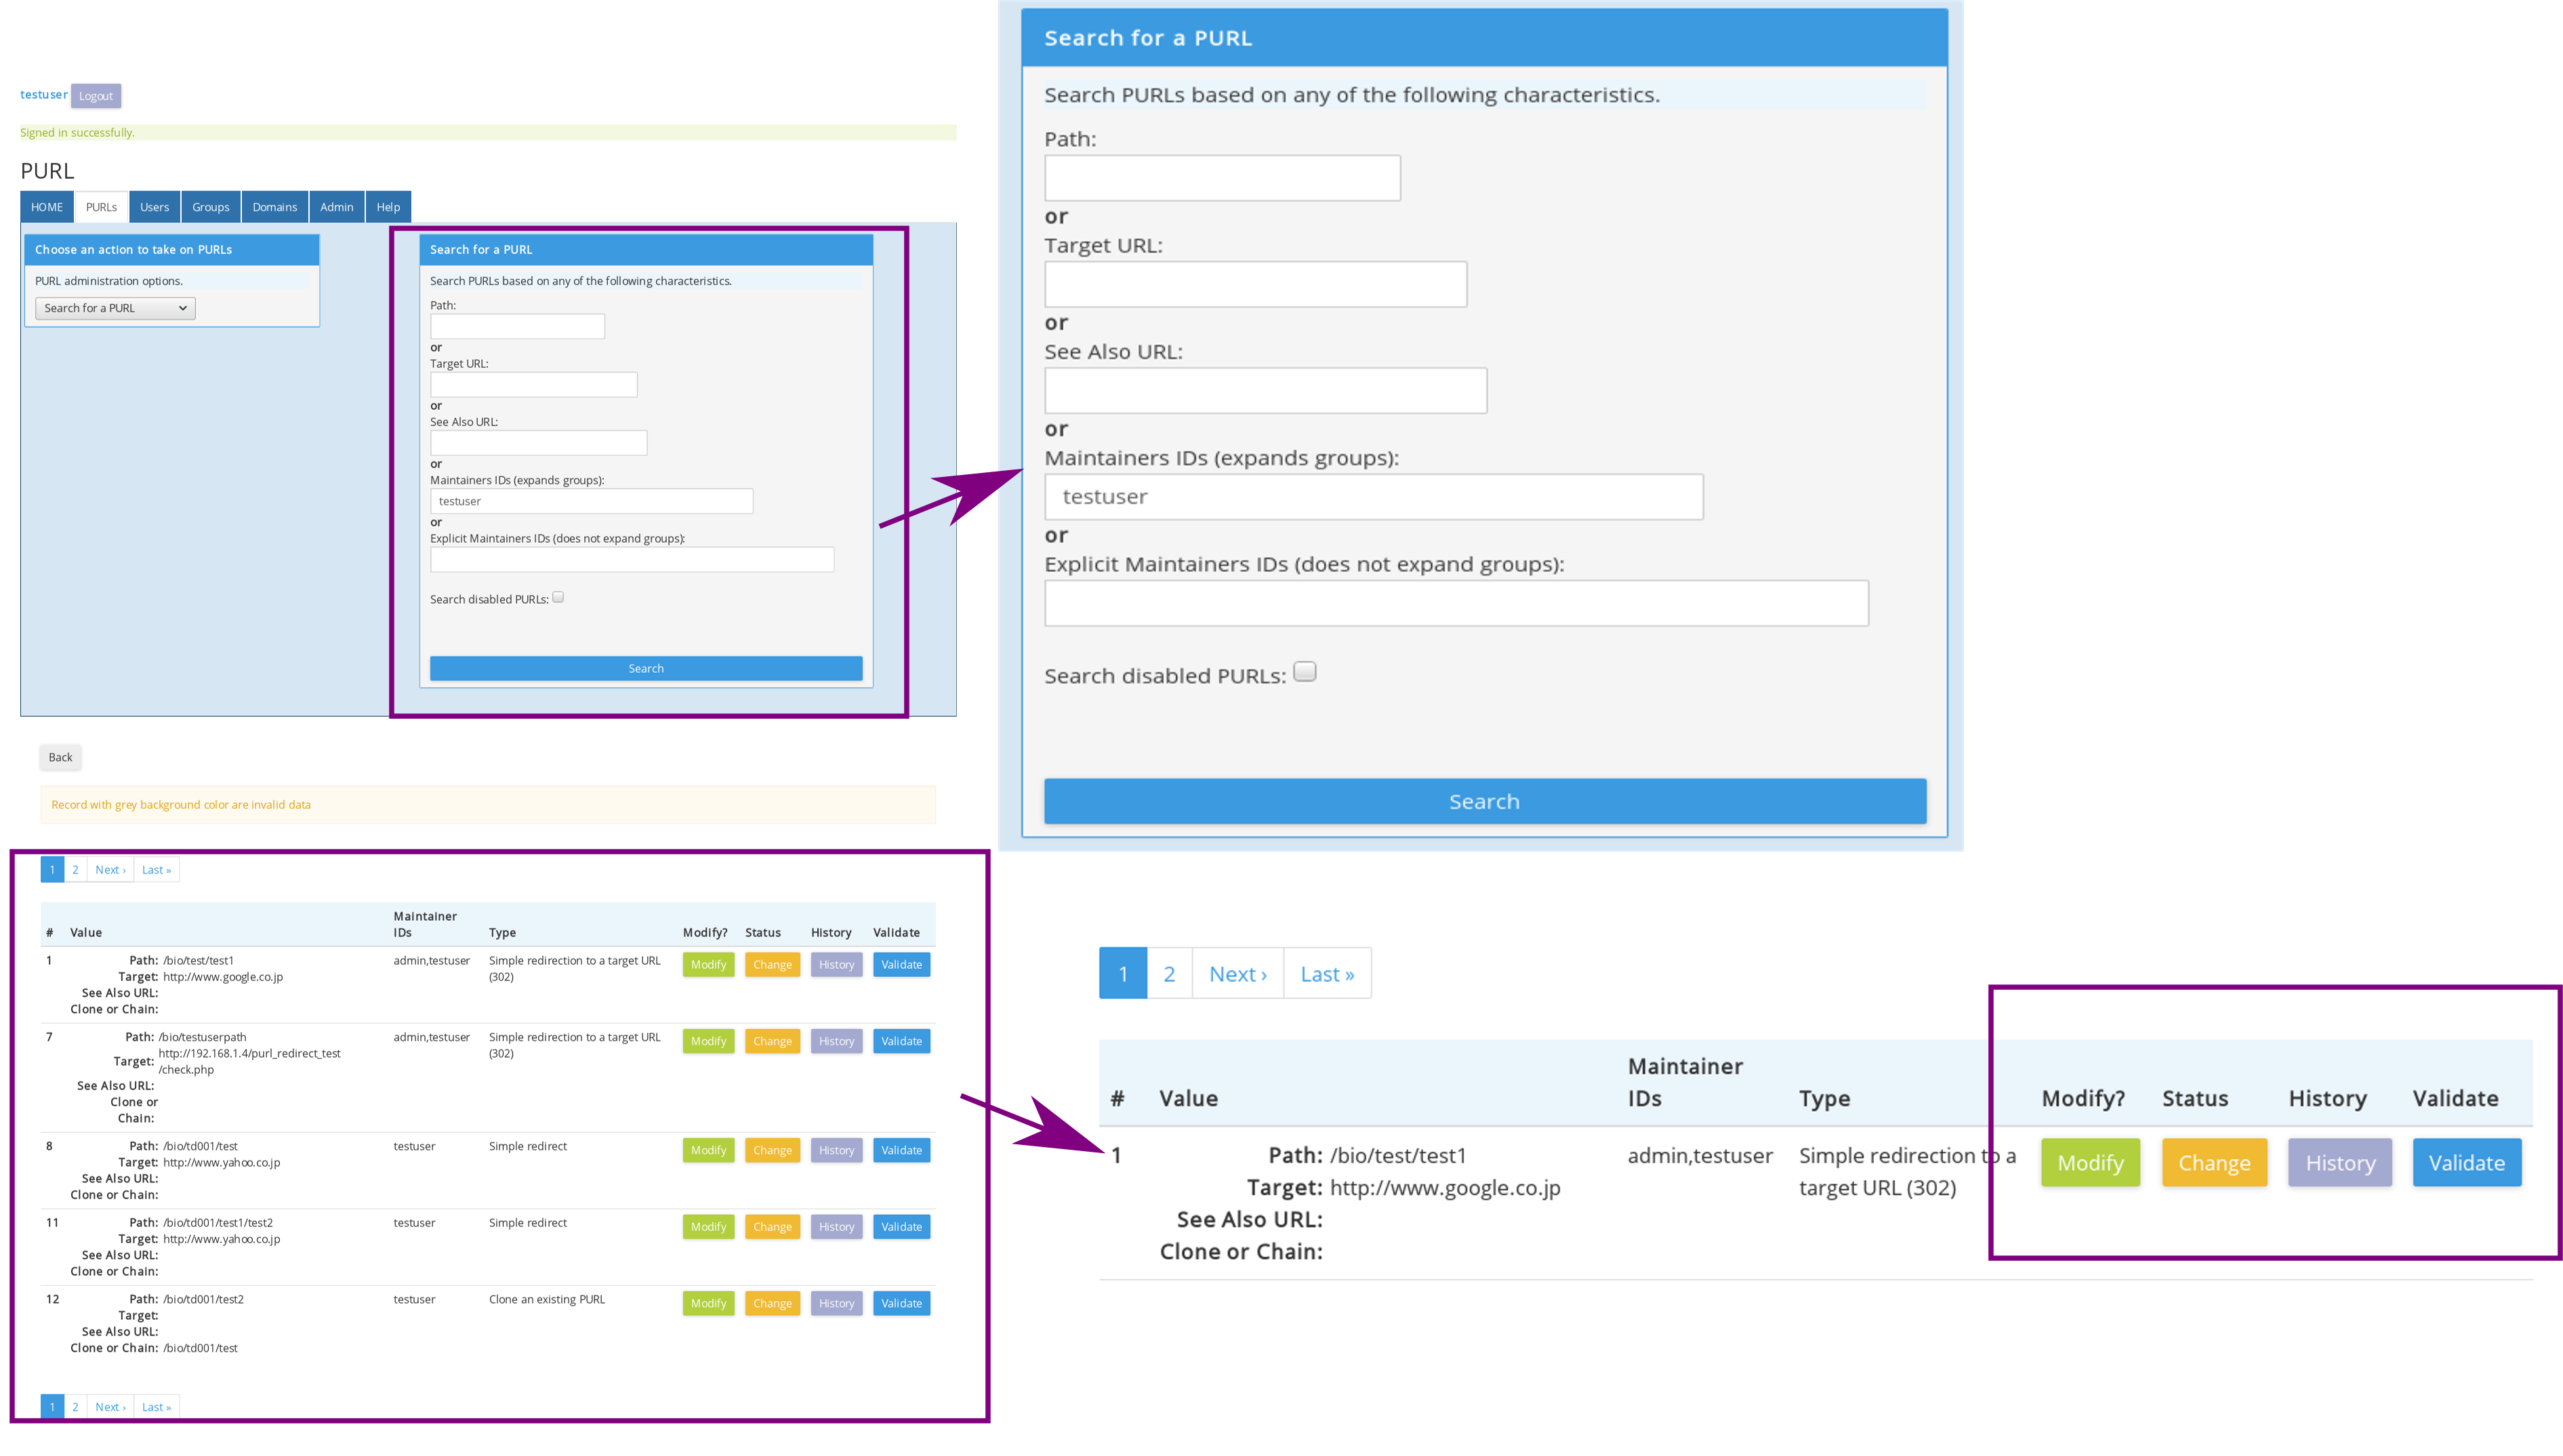 testuser Logout
Signed in successfully.
PURL
HOME PURLs Users Groups Domains Admin Help
Choose an action to take on PURLs
PURL administration options.
Search for a PURL
Search for a PURL
Search PURLs based on any of the following characteristics.
Path:
or
Target URL:
or
See Also URL:
or
Maintainers IDs (expands groups):
testuser
or
Explicit Maintainers IDs (does not expand groups):
Search disabled PURLs:
Search
Search for a PURL
Search PURLs based on any of the following characteristics.
Path:
or
Target URL:
or
See Also URL:
or
Maintainers IDs (expands groups):
testuser
or
Explicit Maintainers IDs (does not expand groups):
Search disabled PURLs:
Search
Back
Record with grey background color are invalid data
1 2 Next › Last »
Maintainer
# Value IDs Type Modify? Status History Validate
1 Path: /bio/test/test1 admin,testuser Simple redirection to a target URL Modify Change History Validate
Target: http://www.google.co.jp (302)
See Also URL:
Clone or Chain:
7 Path: /bio/testuserpath admin,testuser Simple redirection to a target URL Modify Change History Validate
http://192.168.1.4/purl_redirect_test (302)
Target:
/check.php
See Also URL:
Clone or
Chain:
8 Path: /bio/td001/test testuser Simple redirect Modify Change History Validate
Target: http://www.yahoo.co.jp
See Also URL:
Clone or Chain:
11 Path: /bio/td001/test1/test2 testuser Simple redirect Modify Change History Validate
Target: http://www.yahoo.co.jp
See Also URL:
Clone or Chain:
12 Path: /bio/td001/test2 testuser Clone an existing PURL Modify Change History Validate
Target:
See Also URL:
Clone or Chain: /bio/td001/test
1 2 Next › Last »
1 2 Next › Last »
Maintainer
# Value IDs Type Modify? Status History Validate
1 Path: /bio/test/test1 admin,testuser Simple redirection to a Modify Change History Validate
Target: http://www.google.co.jp target URL (302)
See Also URL:
Clone or Chain: